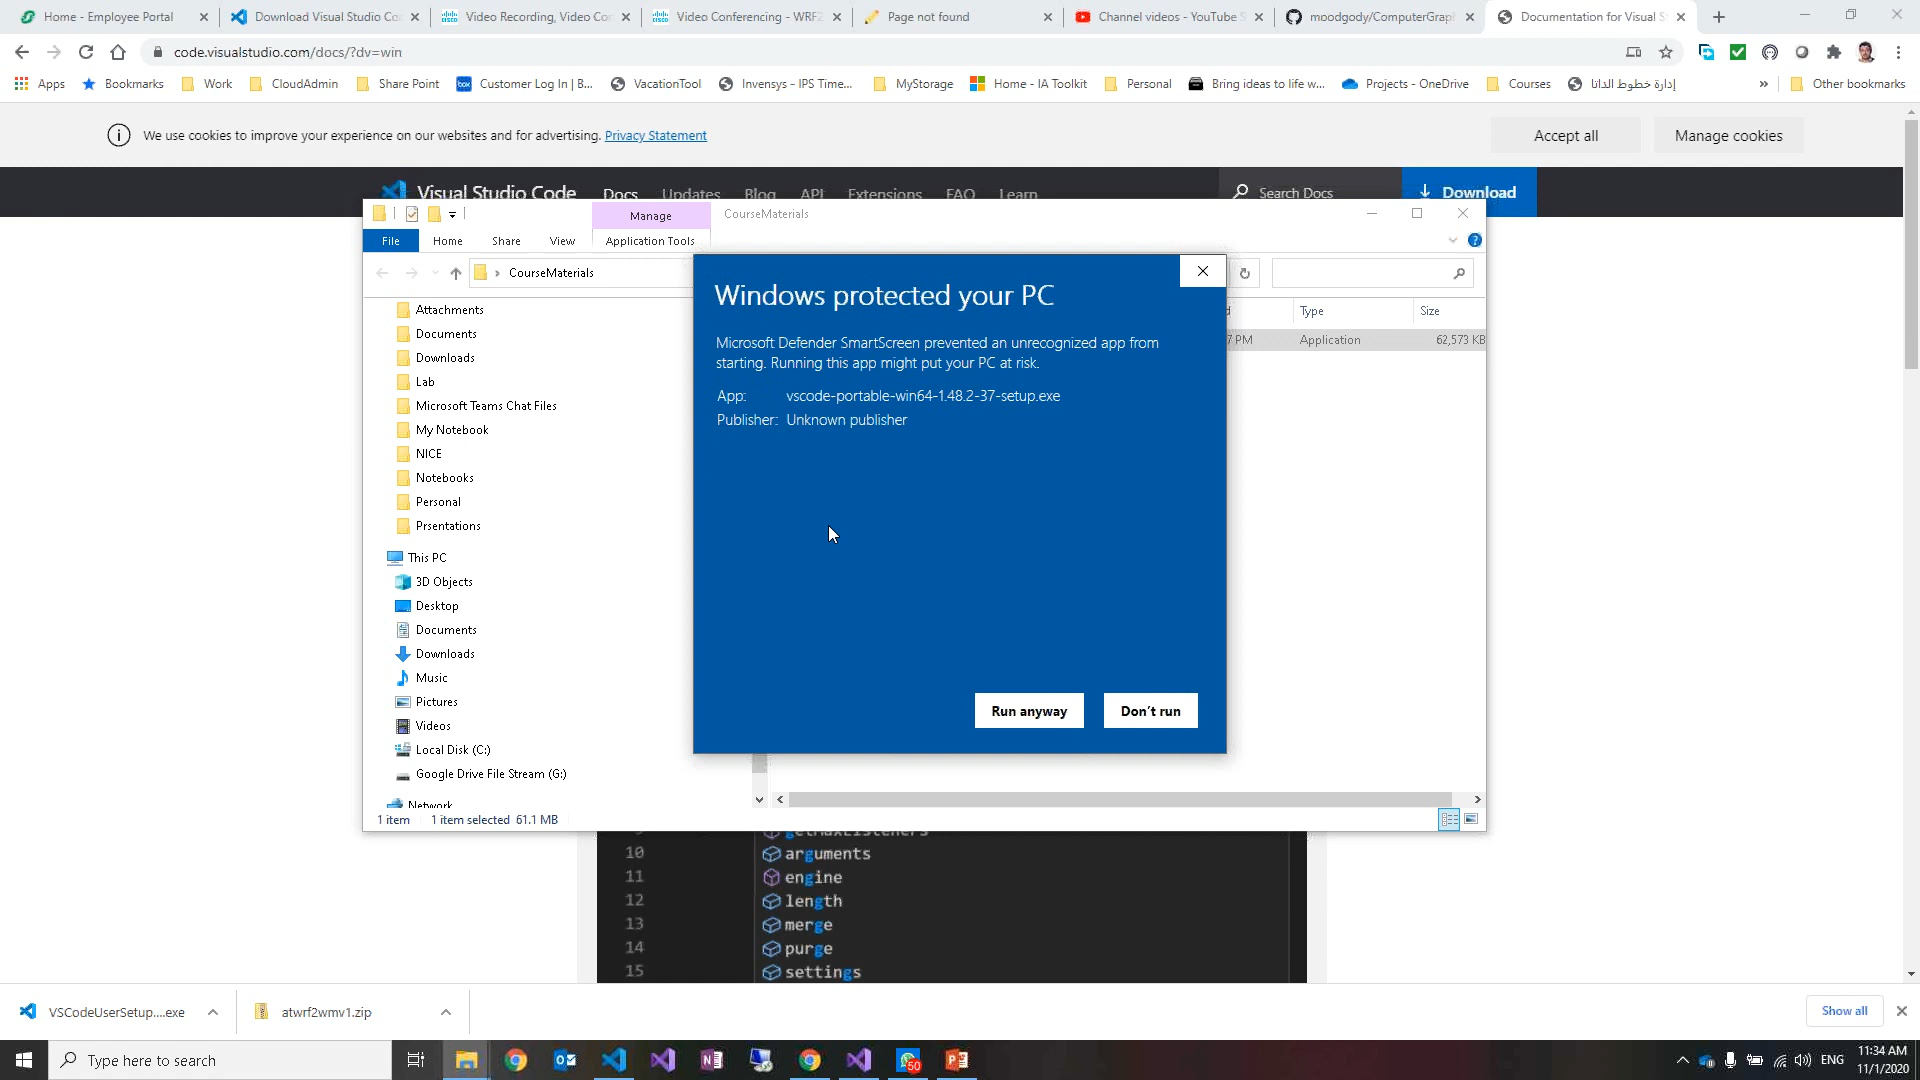 Home - Employee Portal
Download Visual Studio Co
Video Recording, Video Cor
Video Conferencing - WRF2
Page not found
Channel videos - YouTube S
moodgody/ComputerGrap
Documentation for Visual S
code.visualstudio.com/docs/?dv=win
Apps
Bookmarks
Work
CloudAdmin
Share Point
Customer Log In | B...
VacationTool
Invensys - IPS Time...
MyStorage
Home - IA Toolkit
Personal
Bring ideas to life w...
Projects - OneDrive
Courses
إدارة خطوط الداتا
»
Other bookmarks
We use cookies to improve your experience on our websites and for advertising. Privacy Statement
Accept all
Manage cookies
Visual Studio Code
Docs
Updates
Blog
API
Extensions
FAQ
Learn
Search Docs
Download
Manage
CourseMaterials
File
Home
Share
View
Application Tools
CourseMaterials
Type
Size
7 PM
Application
62,573 KB
Attachments
Documents
Downloads
Lab
Microsoft Teams Chat Files
My Notebook
NICE
Notebooks
Personal
Prsentations
This PC
3D Objects
Desktop
Documents
Downloads
Music
Pictures
Videos
Local Disk (C:)
Google Drive File Stream (G:)
Network
1 item
1 item selected 61.1 MB
Windows protected your PC
Microsoft Defender SmartScreen prevented an unrecognized app from
starting. Running this app might put your PC at risk.
App: vscode-portable-win64-1.48.2-37-setup.exe
Publisher: Unknown publisher
Run anyway
Don't run
getMaxListeners
10 arguments
11 engine
12 length
13 merge
14 purge
15 settings
VSCodeUserSetup....exe
atwrf2wmv1.zip
Show all
Type here to search
50
ENG
11:34 AM
11/1/2020